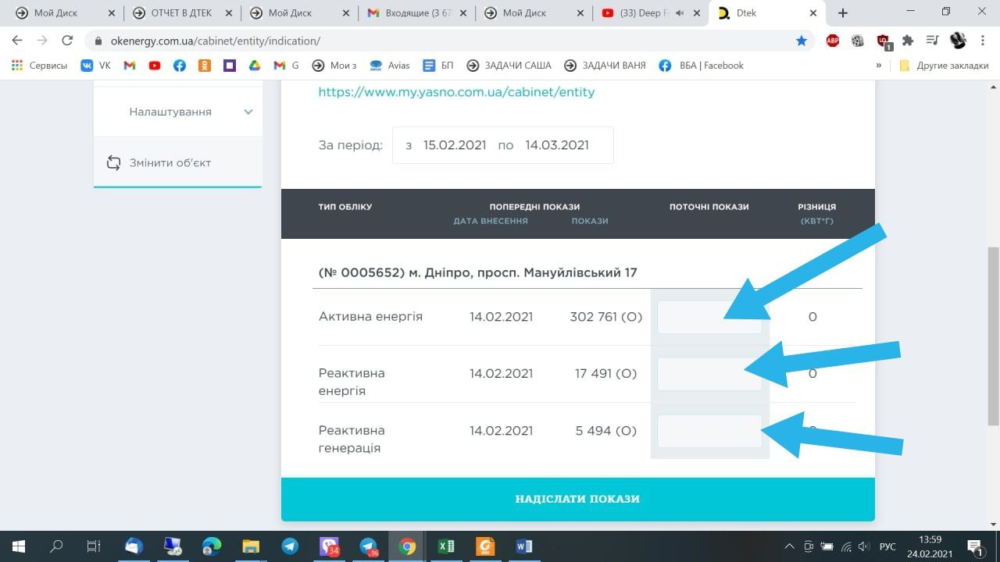 Мой Диск
ОТЧЕТ В ДТЕК
Мой Диск
Входящие (3 67
Мой Диск
(33) Deep F
Dtek
okenergy.com.ua/cabinet/entity/indication/
ABP
1
Сервисы
VK
G
Мои з
Avias
БП
ЗАДАЧИ САША
ЗАДАЧИ ВАНЯ
ВБА | Facebook
»
Другие закладки
https://www.my.yasno.com.ua/cabinet/entity
Налаштування
Змінити об'єкт
За період: з 15.02.2021 по 14.03.2021
ТИП ОБЛІКУ ПОПЕРЕДНІ ПОКАЗИ ПОТОЧНІ ПОКАЗИ РІЗНИЦЯ
ДАТА ВНЕСЕННЯ ПОКАЗИ (КВТ*Г)
(№ 0005652) м. Дніпро, просп. Мануйлівський 17
Активна енергія 14.02.2021 302 761 (О) 0
Реактивна 14.02.2021 17 491 (О) 0
енергія
Реактивна 14.02.2021 5 494 (О)
генерація
НАДІСЛАТИ ПОКАЗИ
34
96
РУС
13:59
24.02.2021
1